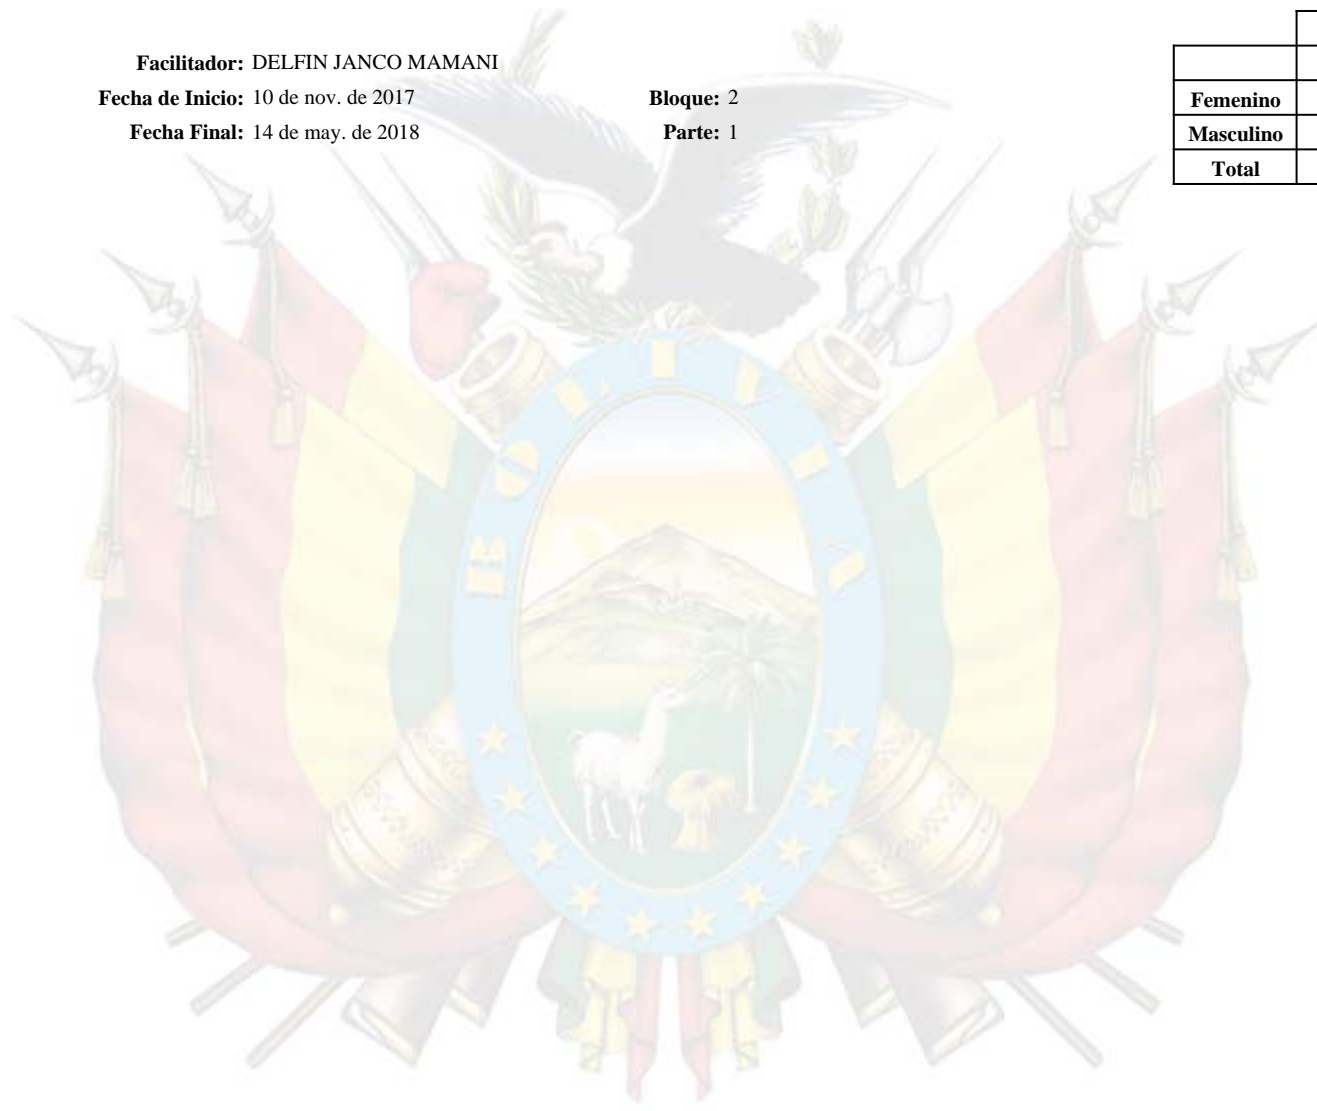 Facilitador: DELFIN JANCO MAMANI
Fecha de Inicio: 10 de nov. de 2017 Bloque: 2
Fecha Final: 14 de may. de 2018 Parte: 1
Femenino
Masculino
Total
BOLIVIA